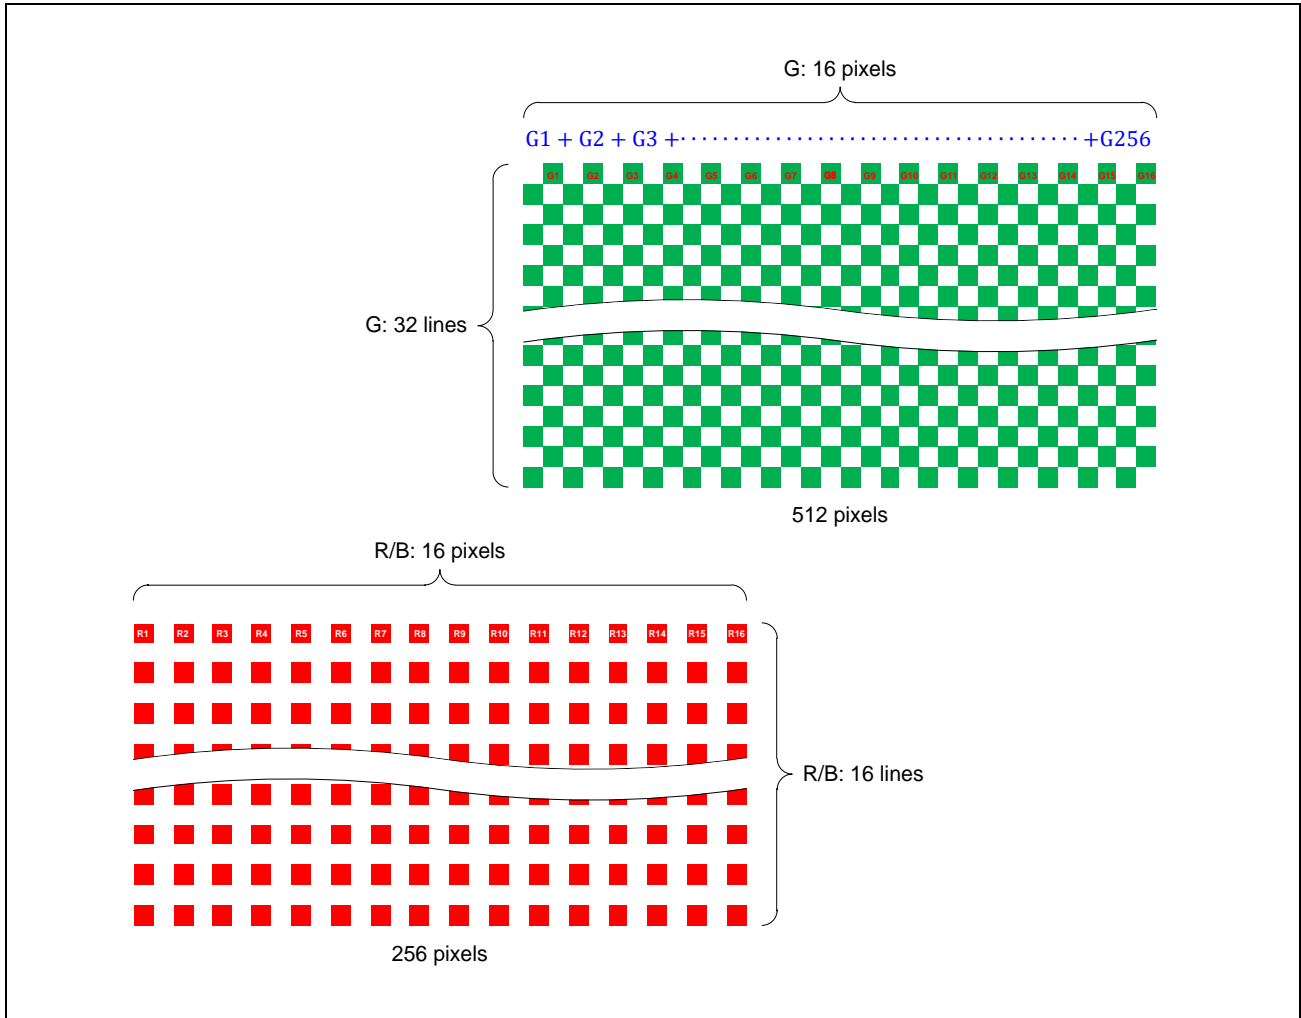 G: 16 pixels
G1 + G2 + G3 +·····································+G256
G1 G2 G3 G4 G5 G6 G7 G8 G9 G10 G11 G12 G13 G14 G15 G16
G: 32 lines
512 pixels
R/B: 16 pixels
R1 R2 R3 R4 R5 R6 R7 R8 R9 R10 R11 R12 R13 R14 R15 R16
R/B: 16 lines
256 pixels